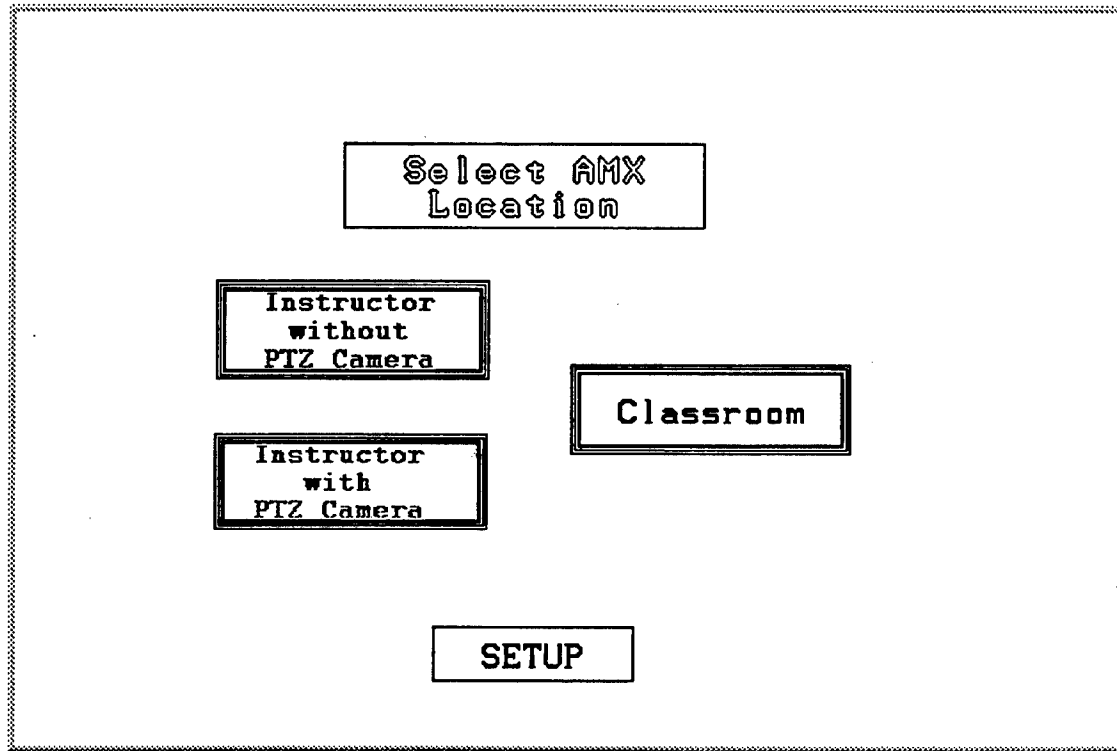 Select AMX
Location
Instructor
without
PTZ Camera
Classroom
Instructor
with
PTZ Camera
SETUP